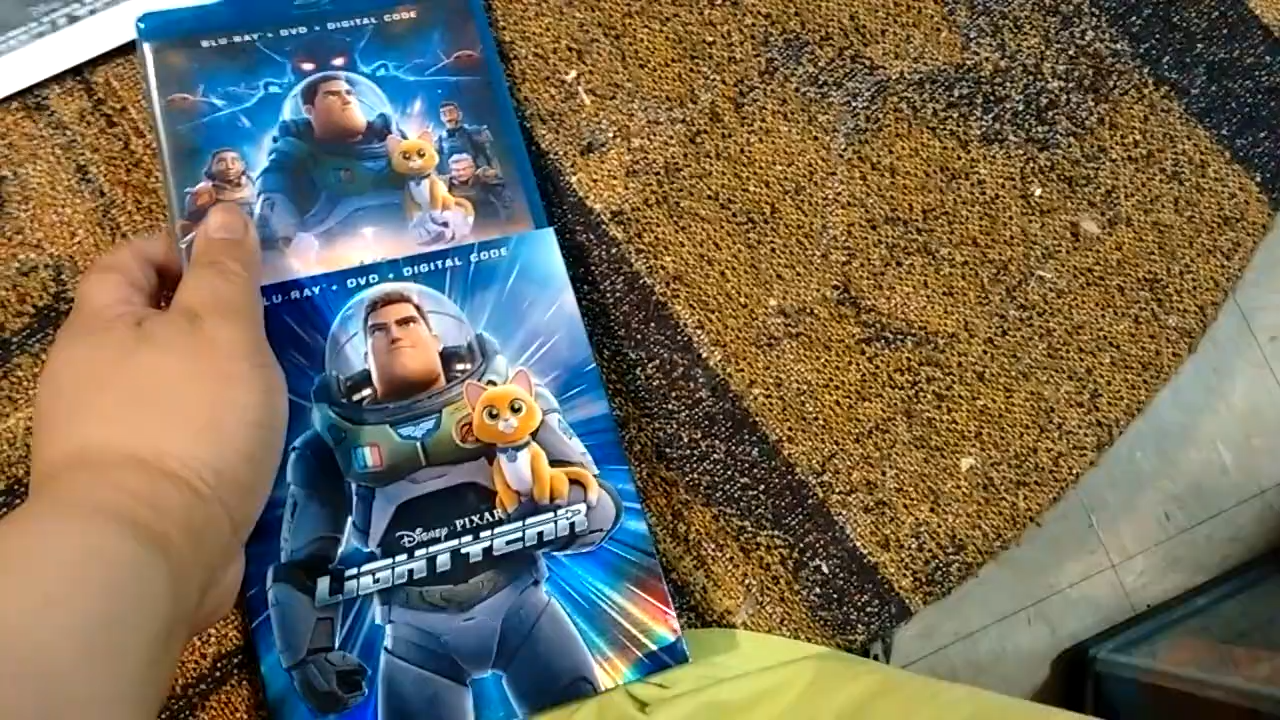 BLU-RAY + DVD + DIGITAL CODE
LU-RAY + DVD + DIGITAL CODE
DISNEY · PIXAR
LIGHTYEAR